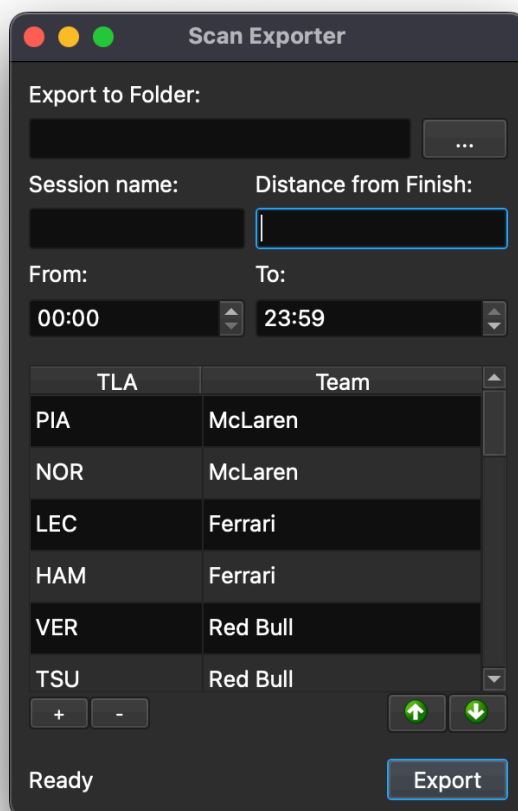 Scan Exporter
Export to Folder:
...
Session name: Distance from Finish:
From: To:
00:00 23:59
TLA Team
PIA McLaren
NOR McLaren
LEC Ferrari
HAM Ferrari
VER Red Bull
TSU Red Bull
+ -
Ready Export